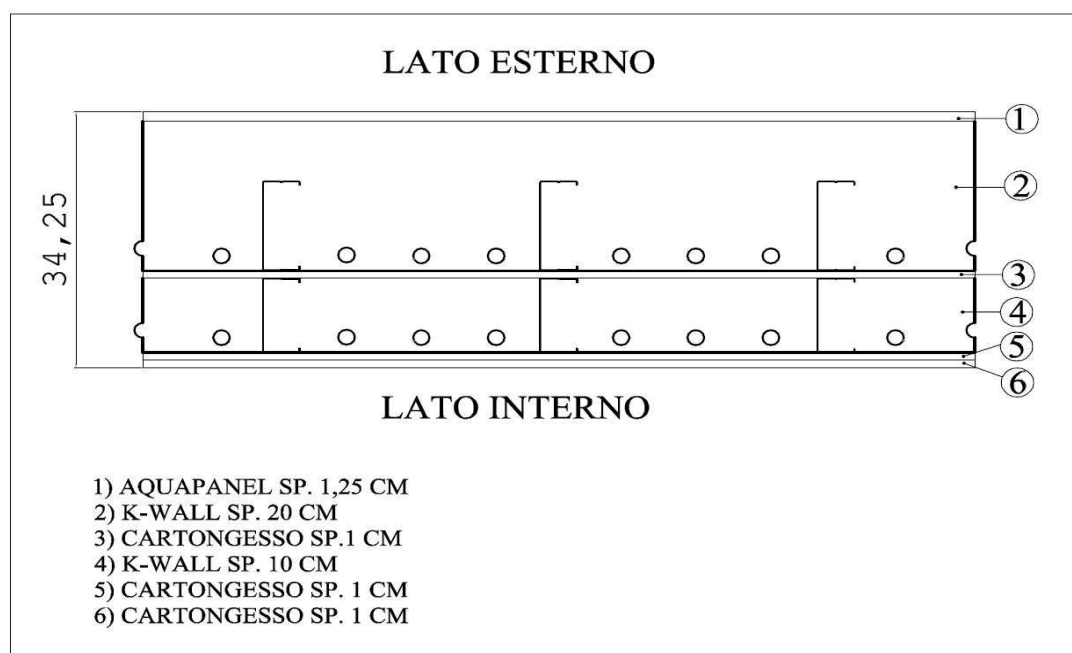 LATO ESTERNO
1
2
34,25
3
4
5
6
LATO INTERNO
1) AQUAPANEL SP. 1,25 CM
2) K-WALL SP. 20 CM
3) CARTONGESSO SP.1 CM
4) K-WALL SP. 10 CM
5) CARTONGESSO SP. 1 CM
6) CARTONGESSO SP. 1 CM